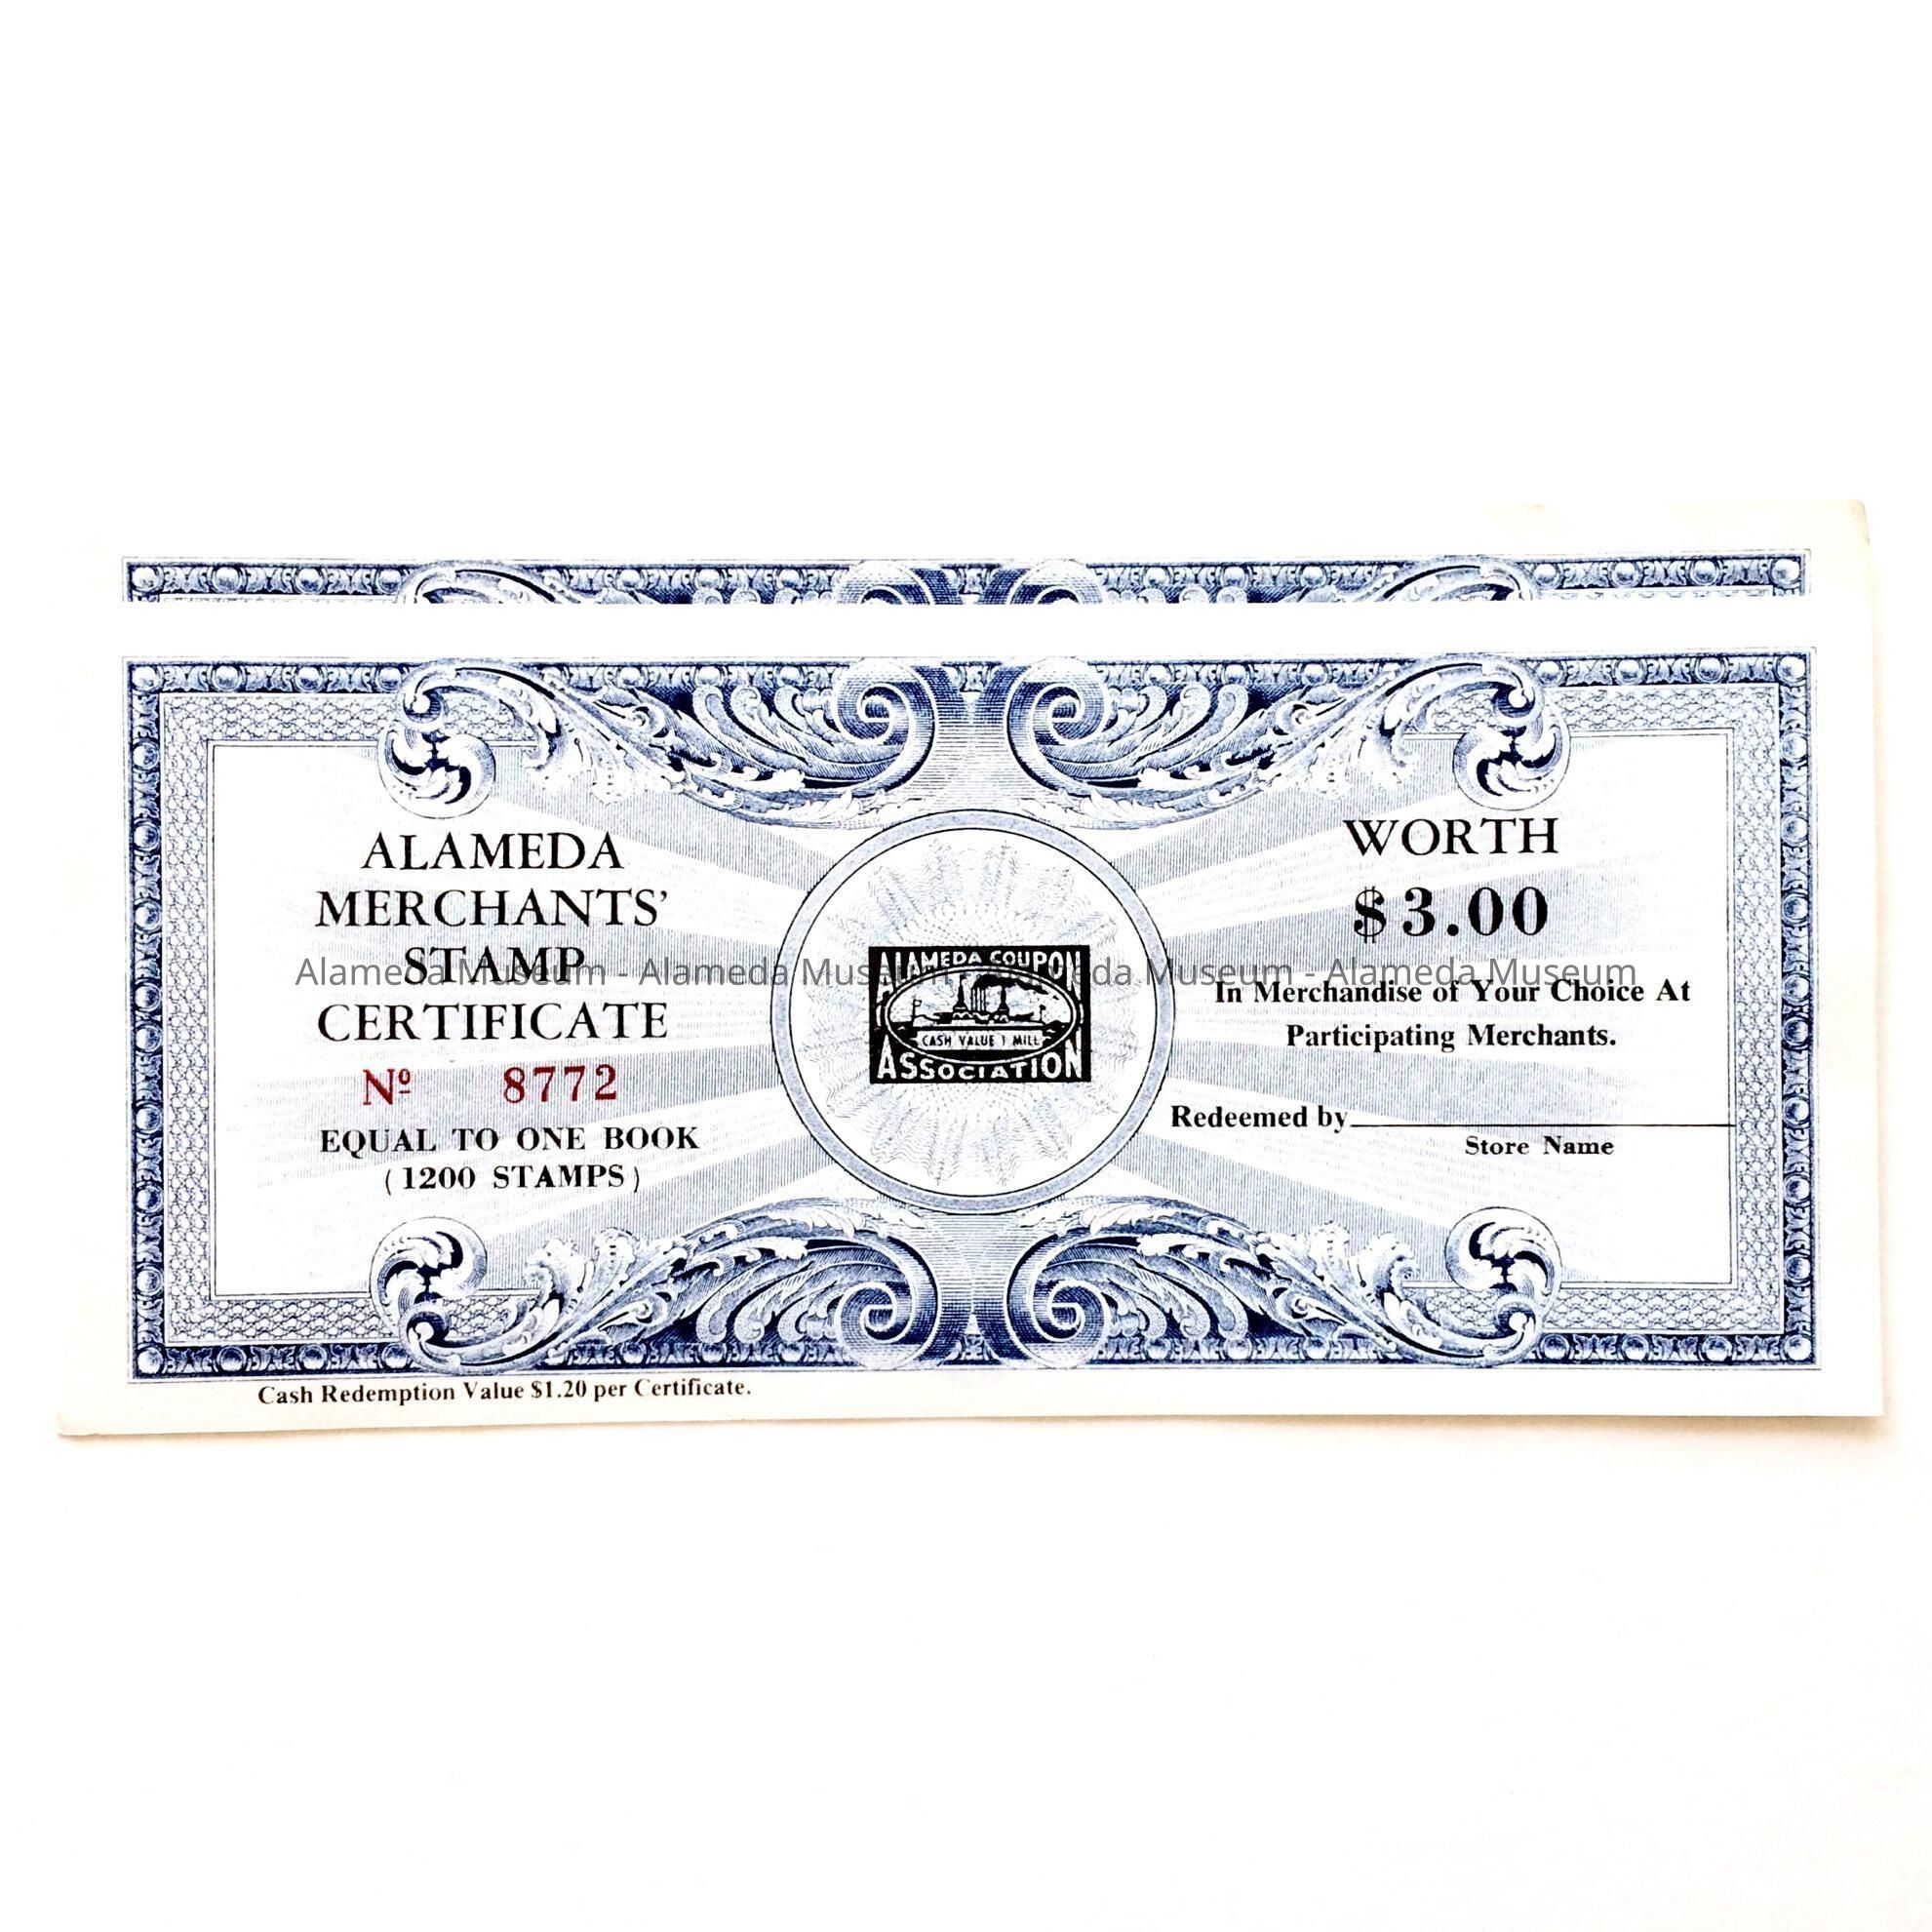 ALAMEDA
MERCHANTS’
STAMP
CERTIFICATE
Nº 8772
EQUAL TO ONE BOOK
(1200 STAMPS)
ALAMEDA COUPON
CASH VALUE 1 MILL
ASSOCIATION
WORTH
$3.00
In Merchandise of Your Choice At
Participating Merchants.
Redeemed by
Store Name
Cash Redemption Value $1.20 per Certificate.
Alameda Museum - Alameda Museum - Alameda Museum - Alameda Museum